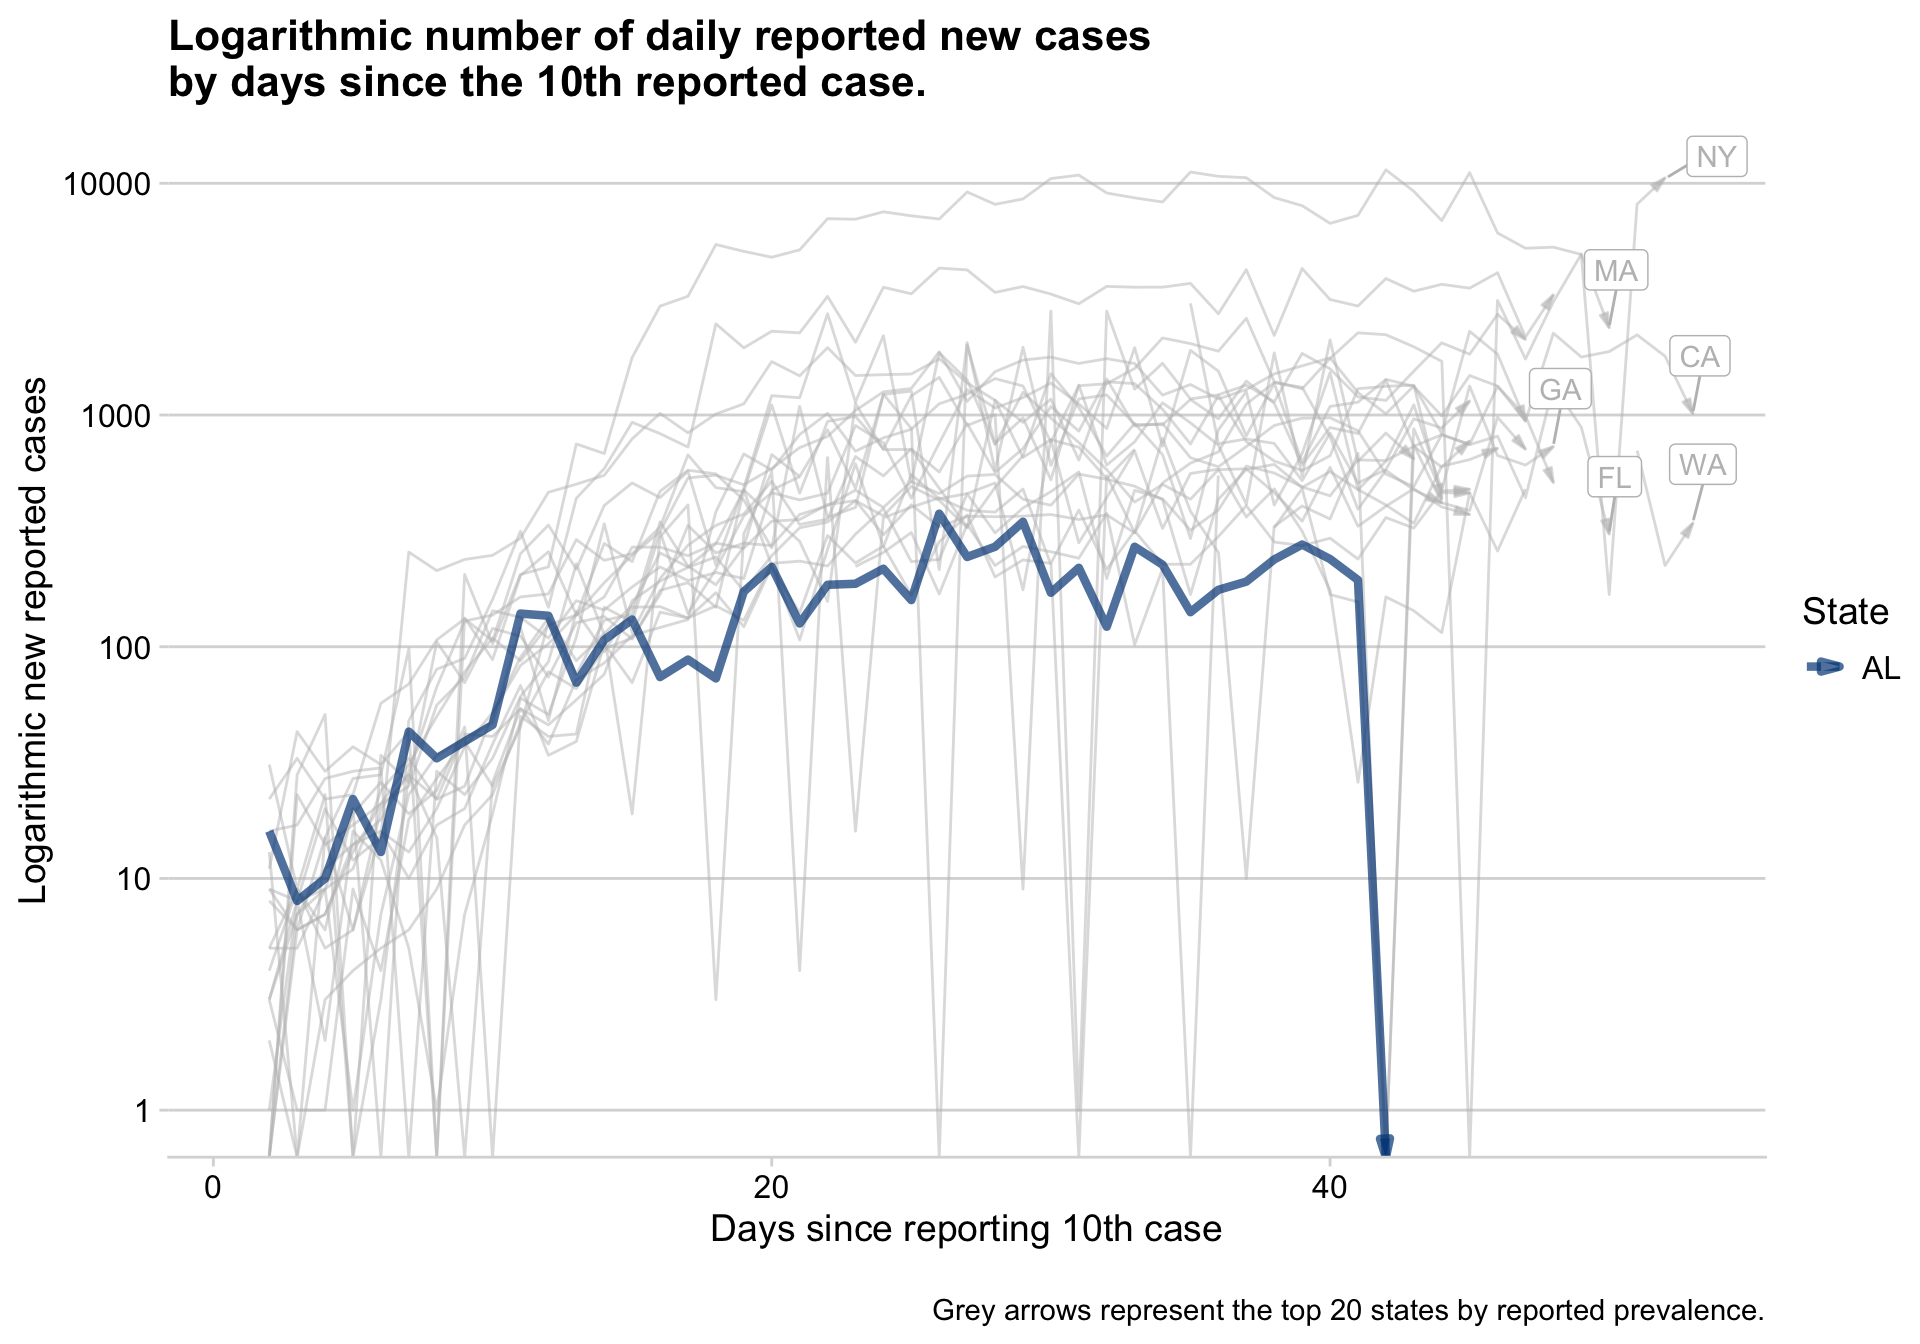 Logarithmic number of daily reported new cases
by days since the 10th reported case.
Logarithmic new reported cases
10000
1000
100
10
1
NY
MA
CA
GA
FL
WA
State
AL
0
20
40
Days since reporting 10th case
Grey arrows represent the top 20 states by reported prevalence.